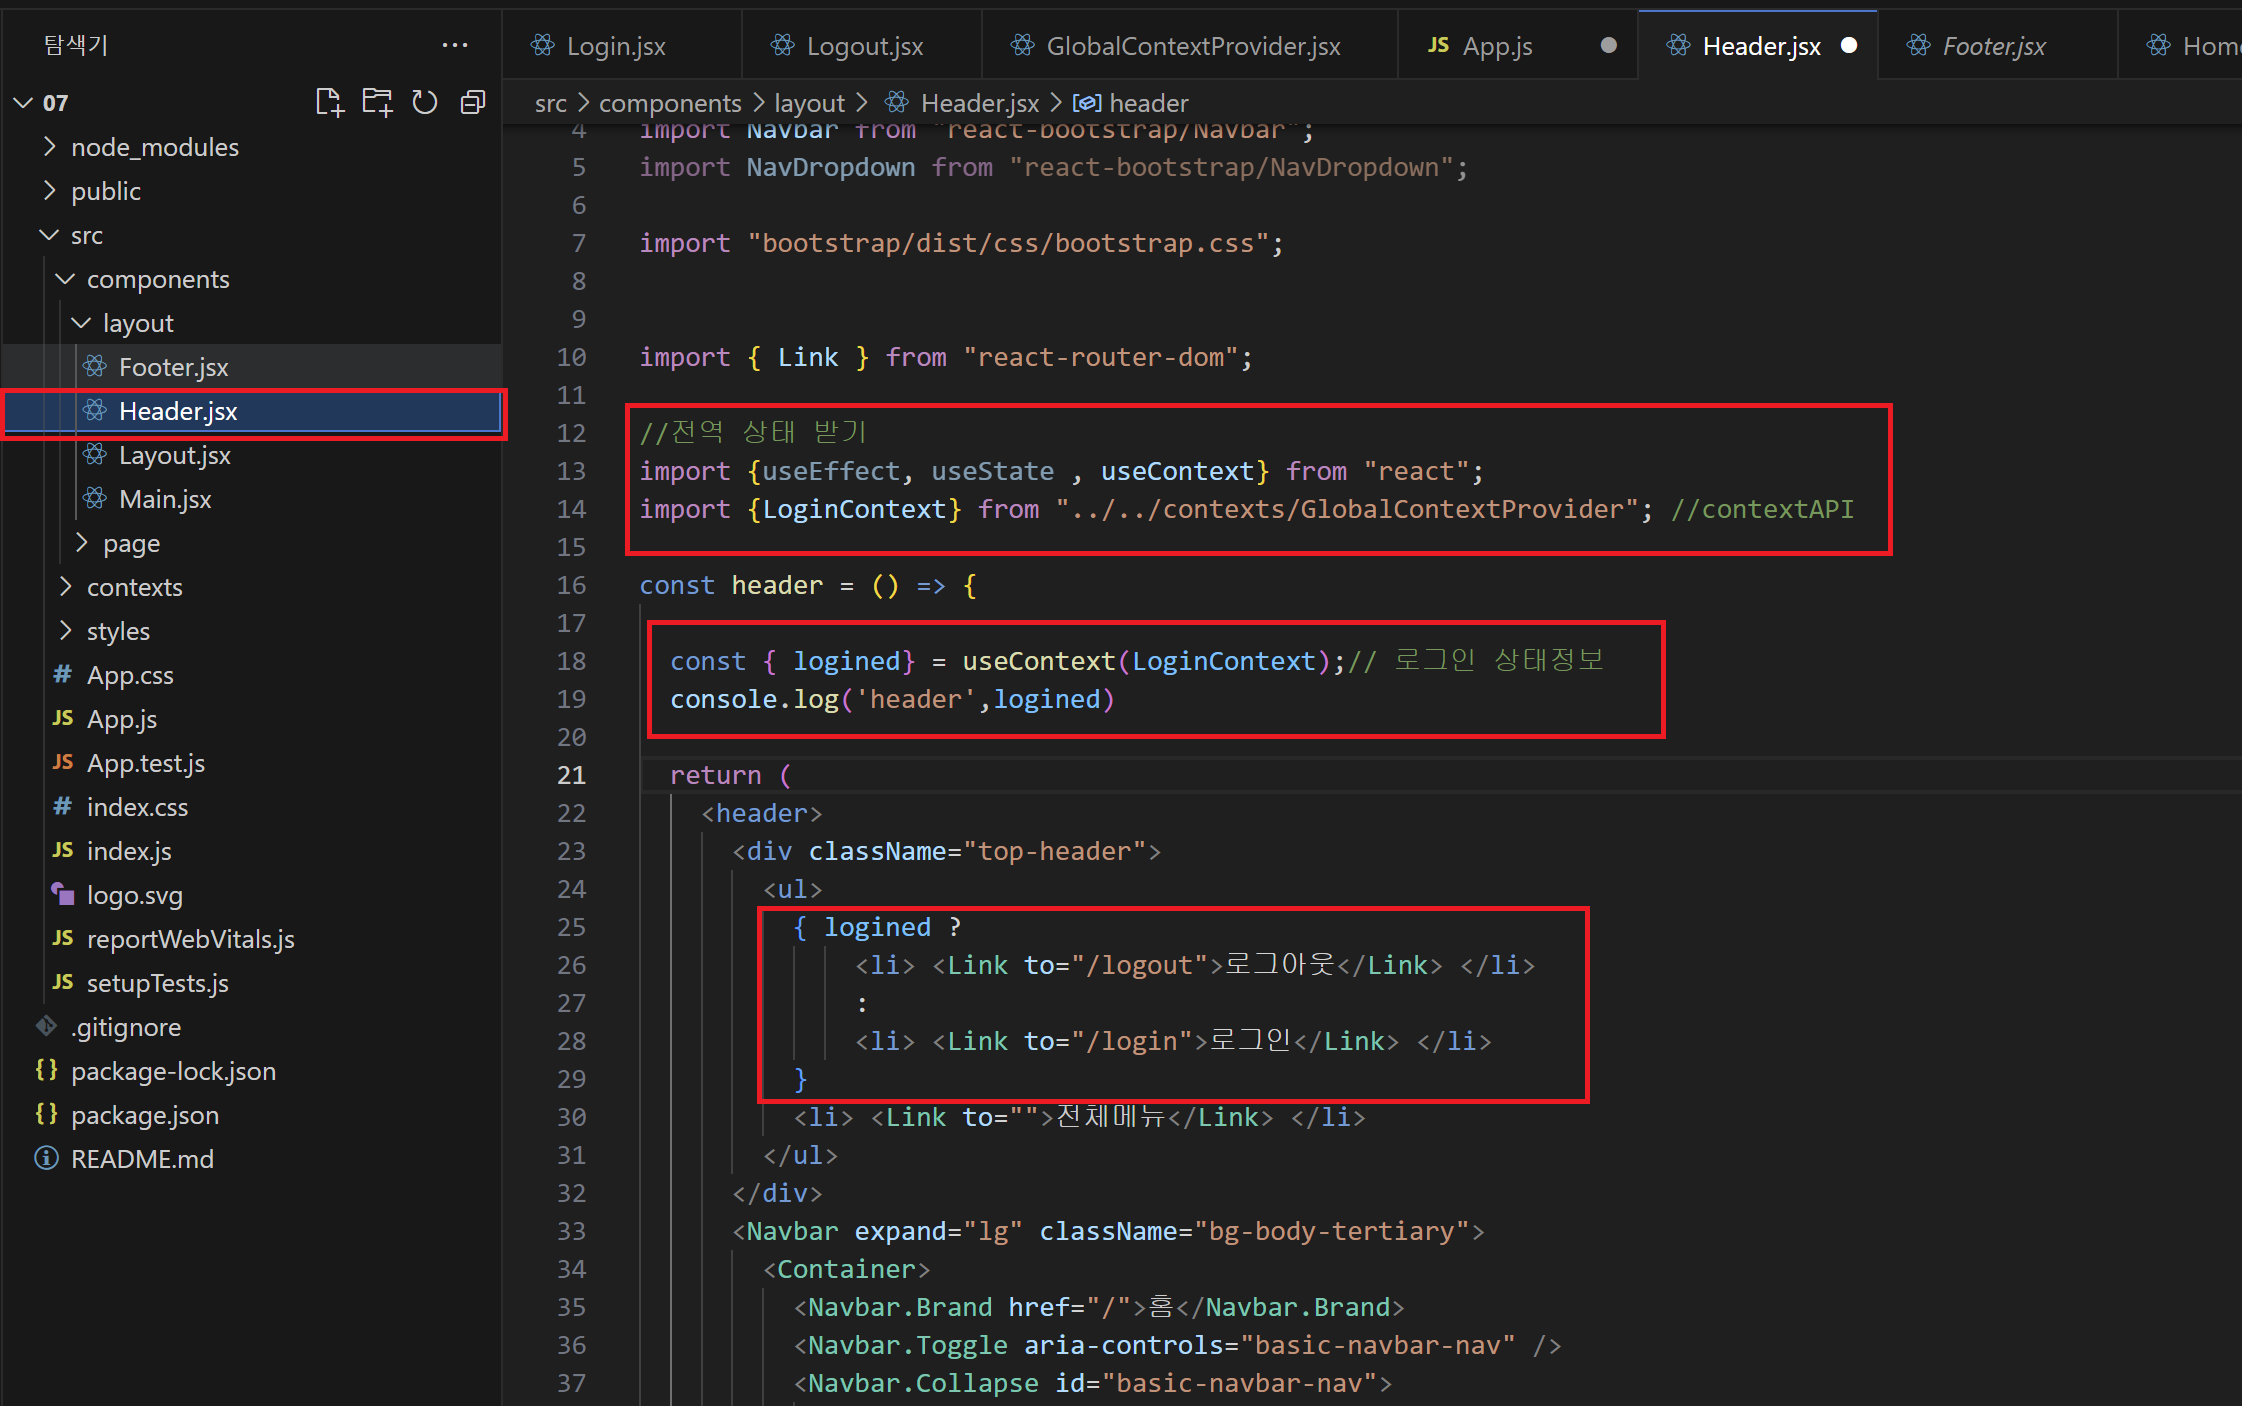 탐색기
Login.jsx
Logout.jsx
GlobalContextProvider.jsx
JS App.js
Header.jsx
Footer.jsx
Home
07
src > components > layout > Header.jsx > header
node_modules
public
src
components
layout
Footer.jsx
Header.jsx
Layout.jsx
Main.jsx
page
contexts
styles
# App.css
JS App.js
JS App.test.js
# index.css
JS index.js
logo.svg
JS reportWebVitals.js
JS setupTests.js
.gitignore
{} package-lock.json
{} package.json
README.md
4 import Navbar from "react-bootstrap/Navbar";
5 import NavDropdown from "react-bootstrap/NavDropdown";
6
7 import "bootstrap/dist/css/bootstrap.css";
8
9
10 import { Link } from "react-router-dom";
11
12 //전역 상태 받기
13 import {useEffect, useState , useContext} from "react";
14 import {LoginContext} from "../../contexts/GlobalContextProvider"; //contextAPI
15
16 const header = () => {
17
18 const { logined} = useContext(LoginContext);// 로그인 상태정보
19 console.log('header',logined)
20
21 return (
22 <header>
23 <div className="top-header">
24 <ul>
25 { logined ?
26 <li> <Link to="/logout">로그아웃</Link> </li>
27 :
28 <li> <Link to="/login">로그인</Link> </li>
29 }
30 <li> <Link to="">전체메뉴</Link> </li>
31 </ul>
32 </div>
33 <Navbar expand="lg" className="bg-body-tertiary">
34 <Container>
35 <Navbar.Brand href="/">홈</Navbar.Brand>
36 <Navbar.Toggle aria-controls="basic-navbar-nav" />
37 <Navbar.Collapse id="basic-navbar-nav">